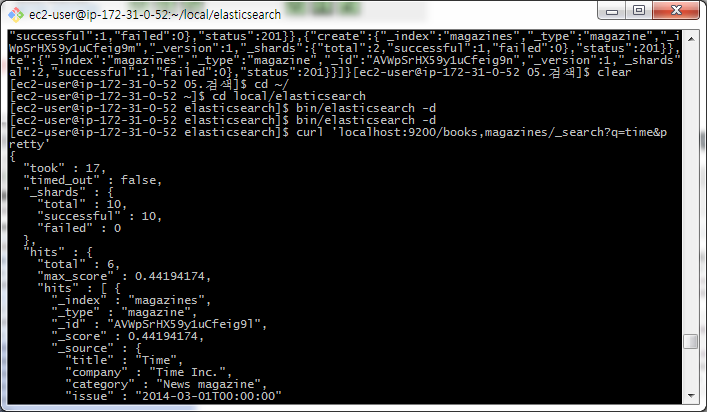 ec2-user@ip-172-31-0-52:~/local/elasticsearch
"successful":1,"failed":0},"status":201}},{"create":{"_index":"magazines","_type":"magazine","_i
WpSrHX59y1uCfeig9m","_version":1,"_shards":{"total":2,"successful":1,"failed":0},"status":201}},
te":{"_index":"magazines","_type":"magazine","_id":"AVWpSrHX59y1uCfeig9n","_version":1,"_shards"
al":2,"successful":1,"failed":0},"status":201}}]}[ec2-user@ip-172-31-0-52 05.검색]$ clear
[ec2-user@ip-172-31-0-52 05.검색]$ cd ~/
[ec2-user@ip-172-31-0-52 ~]$ cd local/elasticsearch
[ec2-user@ip-172-31-0-52 elasticsearch]$ bin/elasticsearch -d
[ec2-user@ip-172-31-0-52 elasticsearch]$ bin/elasticsearch -d
[ec2-user@ip-172-31-0-52 elasticsearch]$ curl 'localhost:9200/books,magazines/_search?q=time&p
retty'
{
"took" : 17,
"timed_out" : false,
"_shards" : {
"total" : 10,
"successful" : 10,
"failed" : 0
},
"hits" : {
"total" : 6,
"max_score" : 0.44194174,
"hits" : [ {
"_index" : "magazines",
"_type" : "magazine",
"_id" : "AVWpSrHX59y1uCfeig9l",
"_score" : 0.44194174,
"_source" : {
"title" : "Time",
"company" : "Time Inc.",
"category" : "News magazine",
"issue" : "2014-03-01T00:00:00"